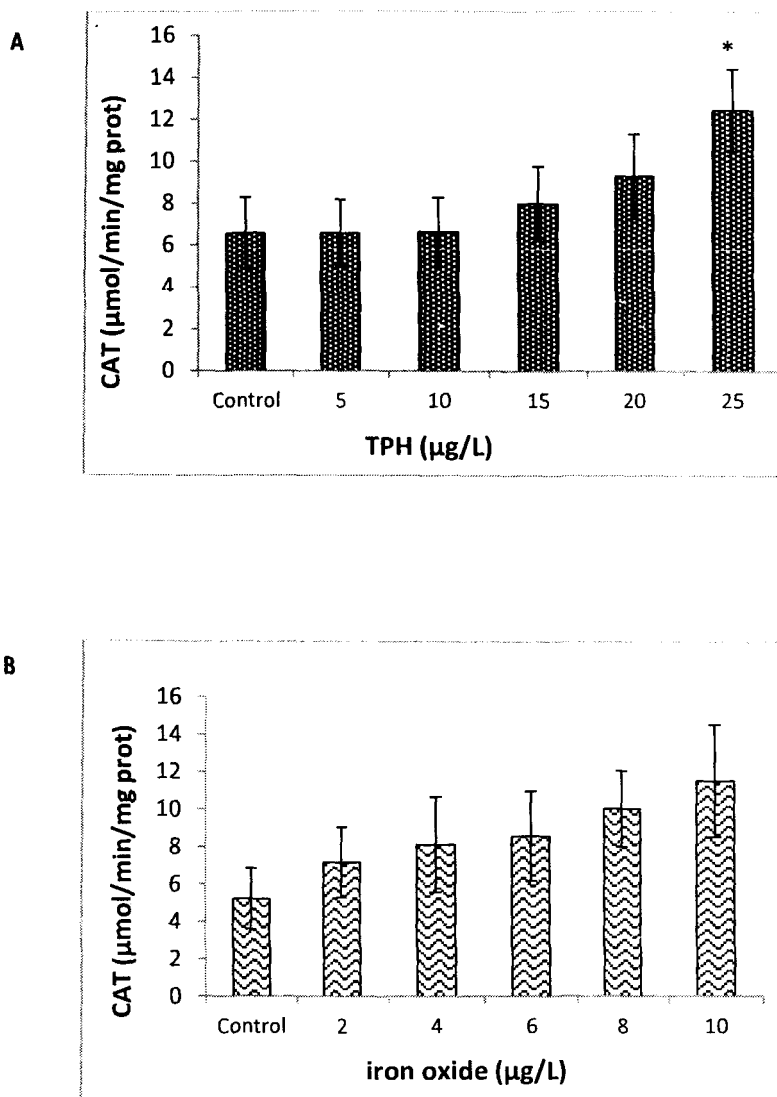 A
16
14
12
10
8
6
4
2
0
CAT (µmol/min/mg prot)
*
Control 5 10 15 20 25
TPH (µg/L)
B
16
14
12
10
8
6
4
2
0
CAT (µmol/min/mg prot)
Control 2 4 6 8 10
iron oxide (µg/L)